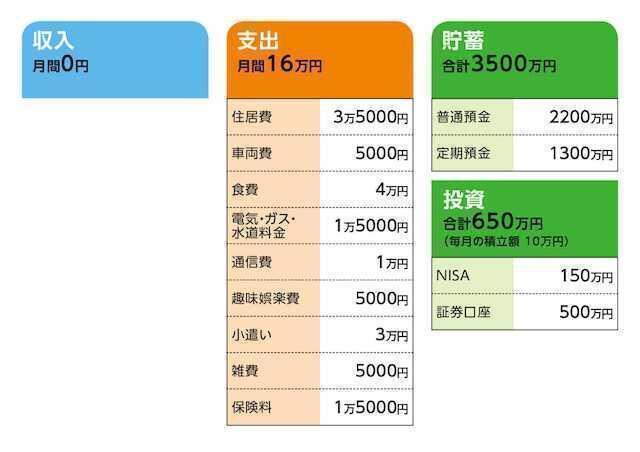 収入
月間0円
支出
月間16万円
住居費 3万5000円
車両費 5000円
食費 4万円
電気・ガス・
水道料金 1万5000円
通信費 1万円
趣味娯楽費 5000円
小遣い 3万円
雑費 5000円
保険料 1万5000円
貯蓄
合計3500万円
普通預金 2200万円
定期預金 1300万円
投資
合計650万円
（毎月の積立額 10万円）
NISA 150万円
証券口座 500万円